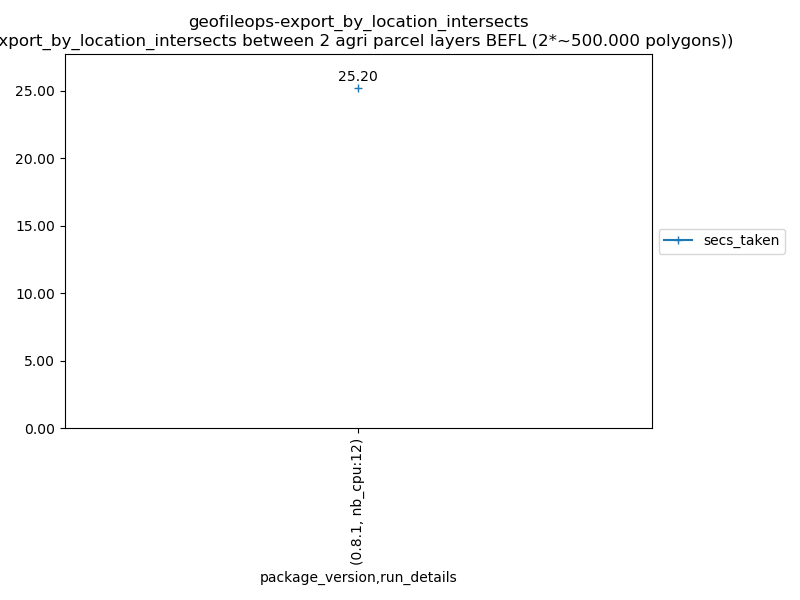 geofileops-export_by_location_intersects
xport_by_location_intersects between 2 agri parcel layers BEFL (2*~500.000 polygons))
25.20
25.00
20.00
15.00
10.00
5.00
0.00
secs_taken
(0.8.1, nb_cpu:12)
package_version,run_details